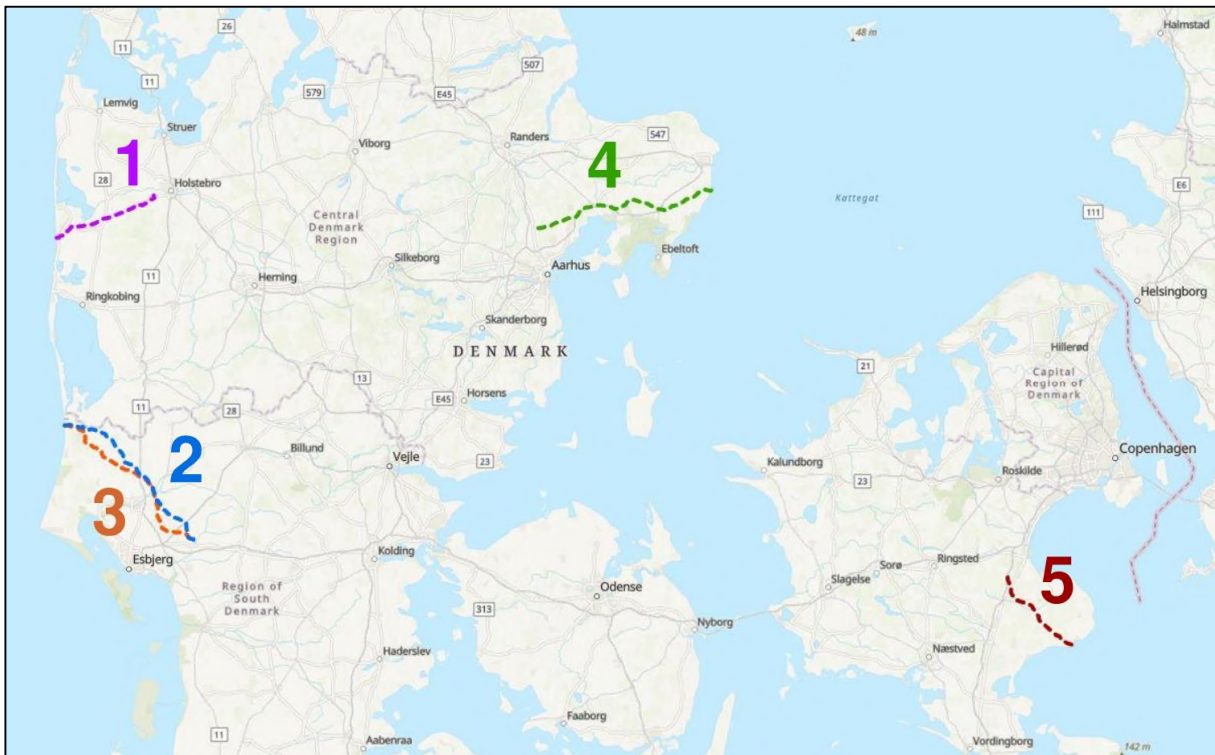 26
11
48 m
Halmstad
507
Lemvig
11
579
E45
Struer
Randers
547
Viborg
1
4
28
Holstebro
E6
Central
Denmark
Region
Køttegat
111
Silkeborg
Aarhus
Ebeltoft
11
Herning
Helsingborg
Ringkobing
Skanderborg
DENMARK
Hillerød
21
Capital
Region of
Denmark
13
E45
Horsens
11
28
2
Billund
Vejle
23
Kalundborg
Copenhagen
Roskilde
23
3
Esbjerg
Kolding
Ringsted
Sorø
Slagelse
5
Region of
South
Denmark
Odense
313
Nyborg
Haderslev
Næstved
Faaborg
11
Aabenraa
Vordingborg
142 m